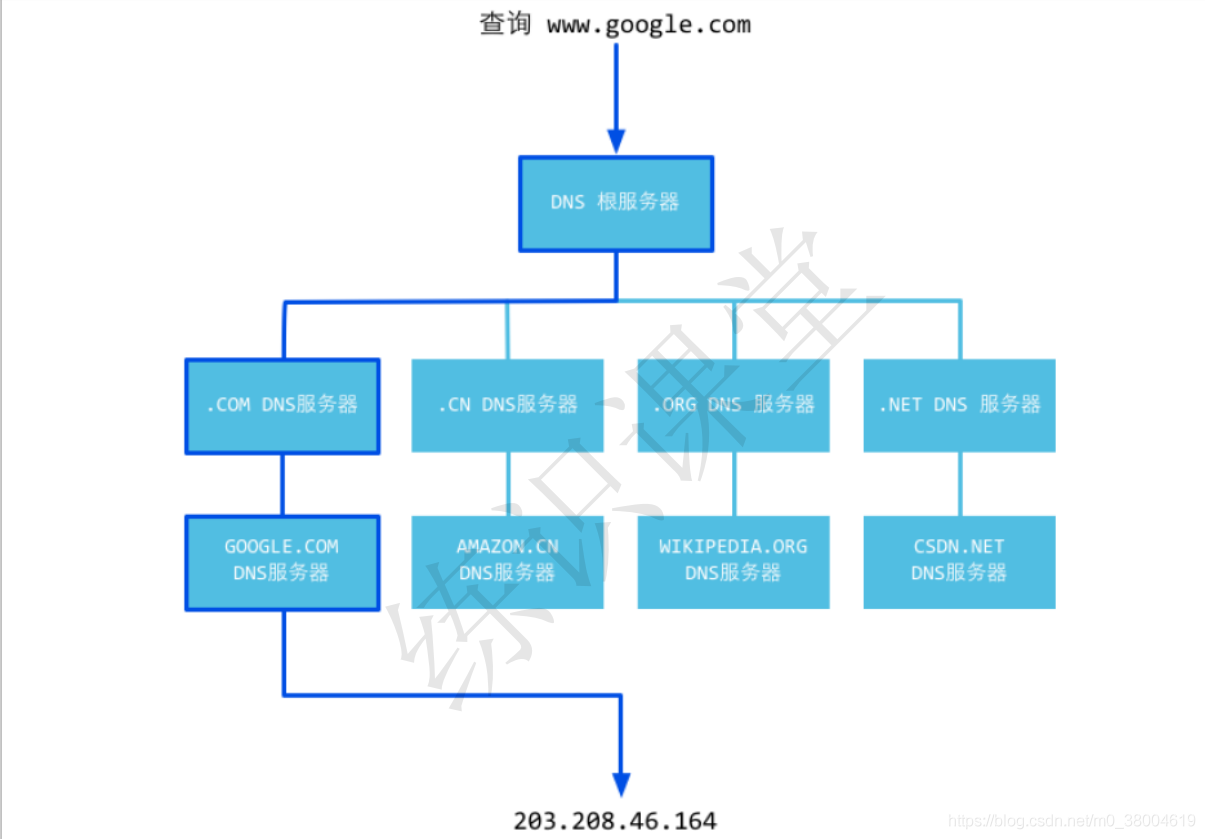 查询 www.google.com
DNS 根服务器
.COM DNS服务器
.CN DNS服务器
.ORG DNS 服务器
.NET DNS 服务器
GOOGLE.COM
DNS服务器
AMAZON.CN
DNS服务器
WIKIPEDIA.ORG
DNS服务器
CSDN.NET
DNS服务器
练识课堂
203.208.46.164
https://blog.csdn.net/m0_38004619